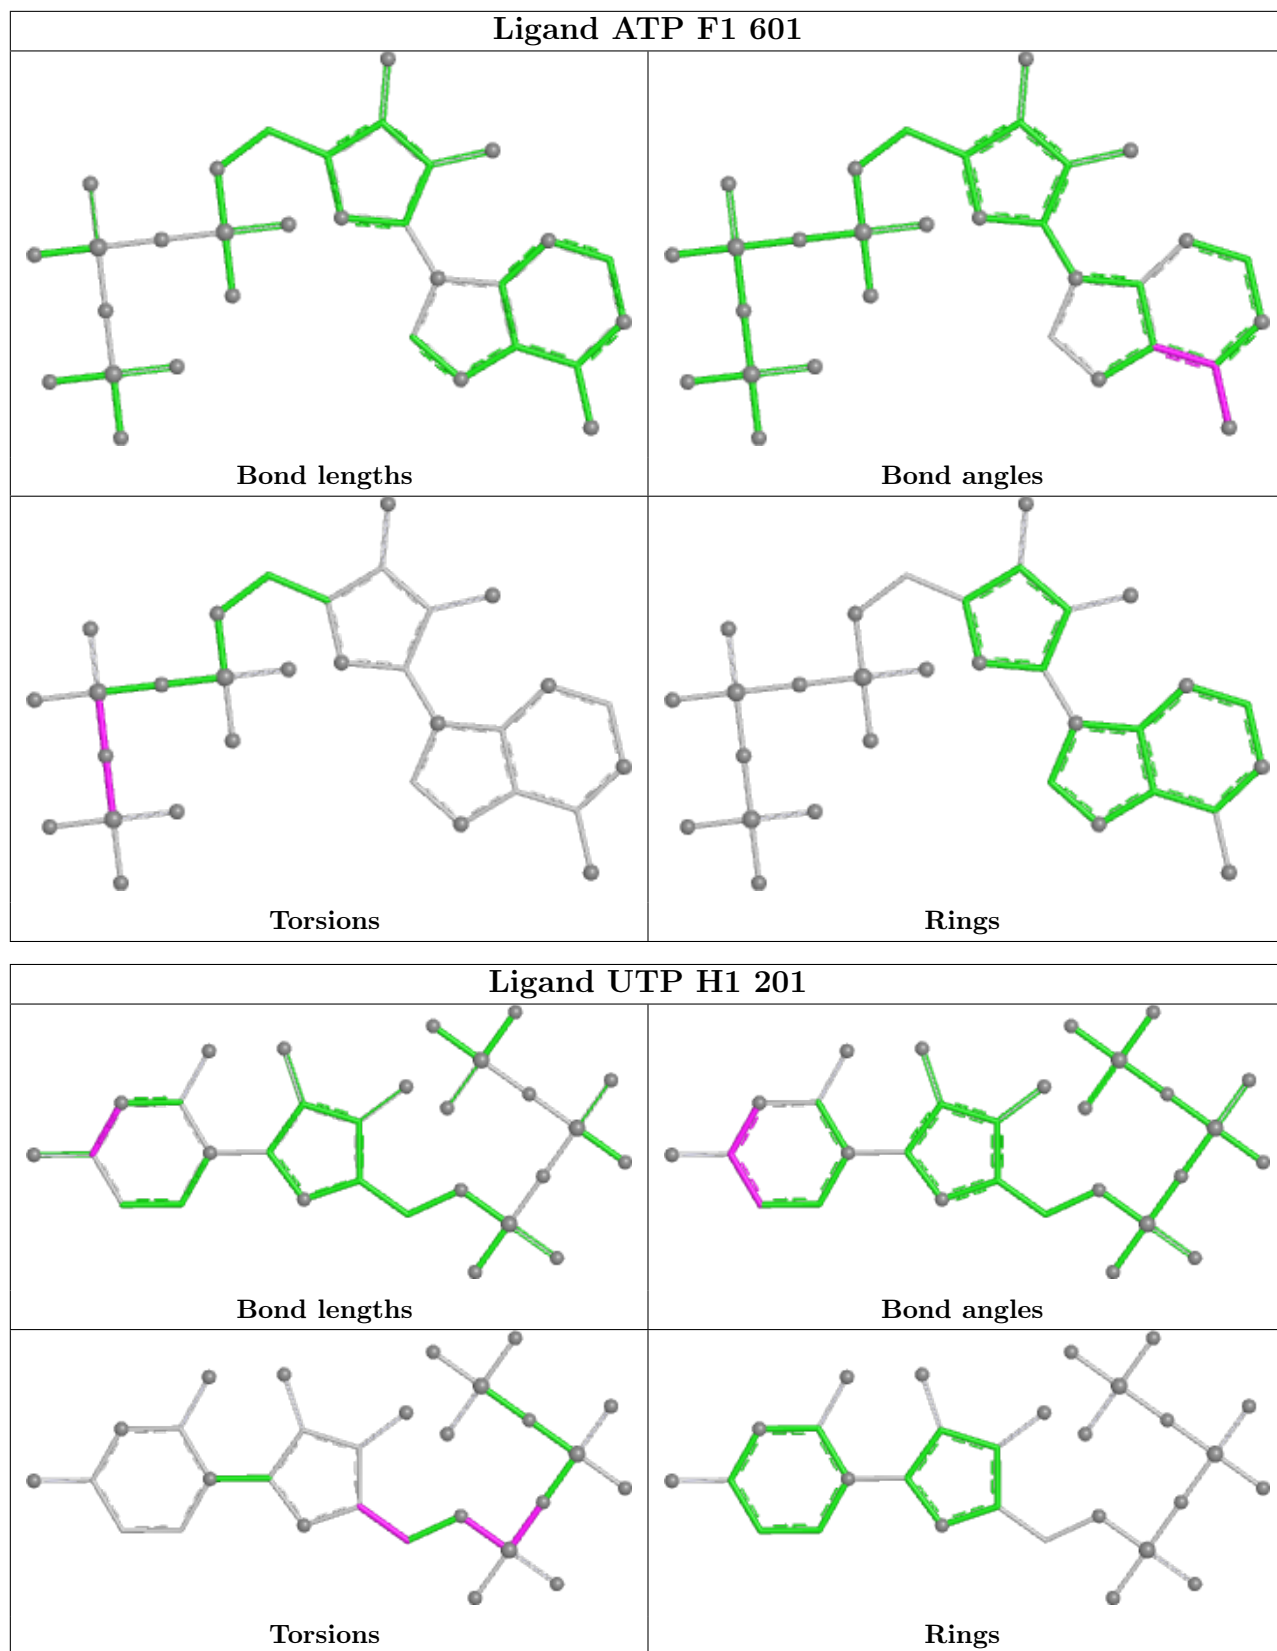 Ligand ATP F1 601
Bond lengths
Bond angles
Torsions
Rings
Ligand UTP H1 201
Bond lengths
Bond angles
Torsions
Rings